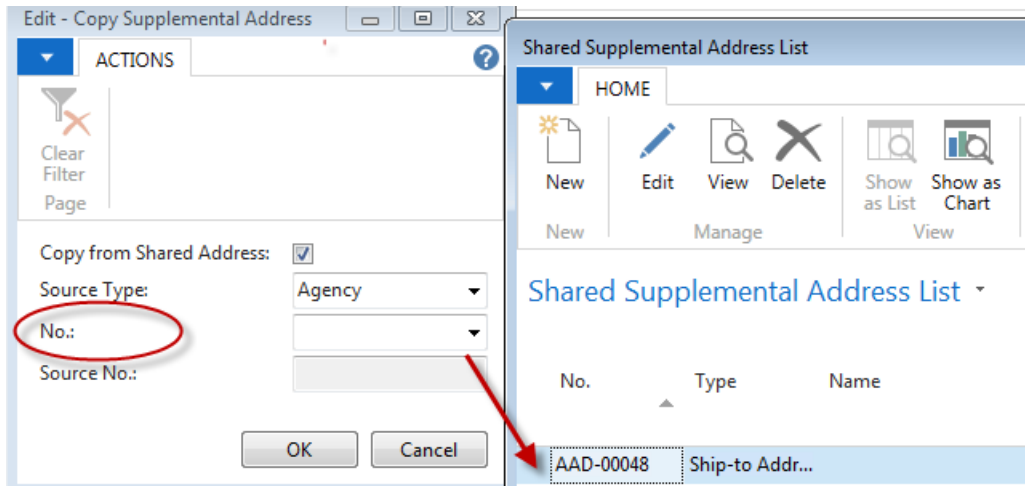 Edit - Copy Supplemental Address
ACTIONS
Clear
Filter
Page
Copy from Shared Address:
Source Type: Agency
No.:
Source No.:
OK Cancel
Shared Supplemental Address List
HOME
New Edit View Delete Show as List Show as Chart
New Manage View
Shared Supplemental Address List
No. Type Name
AAD-00048 Ship-to Addr...